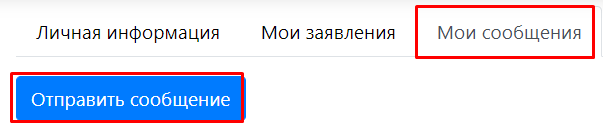 Личная информация Мои заявления Мои сообщения
Отправить сообщение